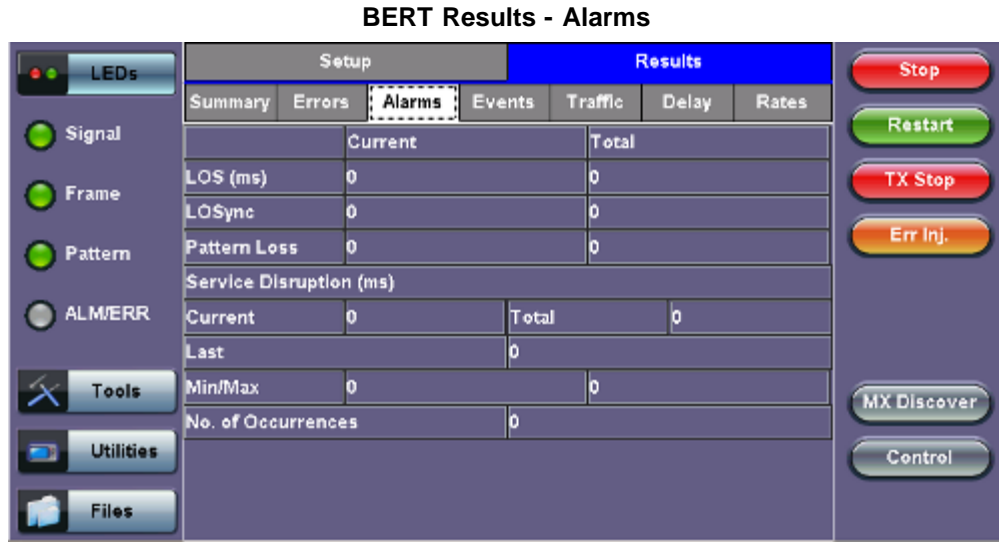 BERT Results - Alarms
LEDs
Signal
Frame
Pattern
ALM/ERR
Tools
Utilities
Files
Setup Results
Summary Errors Alarms Events Traffic Delay Rates
Current Total
LOS (ms) 0 0
LOSync 0 0
Pattern Loss 0 0
Service Disruption (ms)
Current 0 Total 0
Last 0
Min/Max 0 0
No. of Occurrences 0
Stop
Restart
TX Stop
Err Inj.
MX Discover
Control